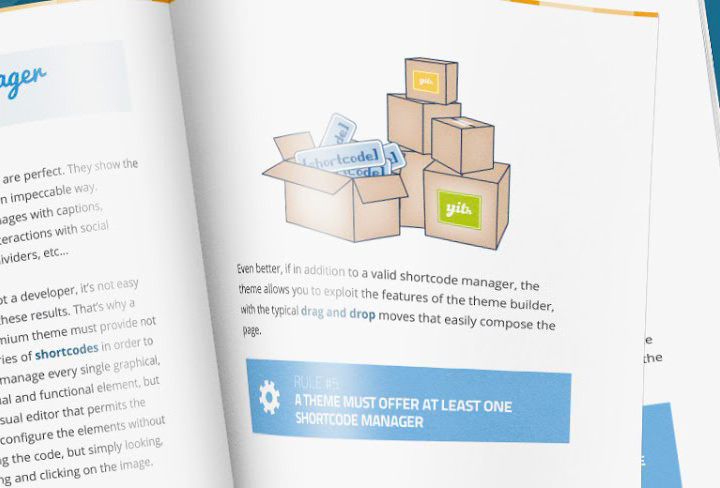 ager
are perfect. They show the
n impeccable way.
ages with captions,
teractions with social
ividers, etc...
ot a developer, it's not easy
hese results. That's why a
mium theme must provide not
ries of shortcodes in order to
manage every single graphical,
al and functional element, but
sual editor that permits the
configure the elements without
g the code, but simply looking,
ng and clicking on the image.
yith
de]
[shortcode]
code]
yith
Even better, if in addition to a valid shortcode manager, the
theme allows you to exploit the features of the theme builder,
with the typical drag and drop moves that easily compose the
page.
RULE #5
A THEME MUST OFFER AT LEAST ONE
SHORTCODE MANAGER
e
the
E